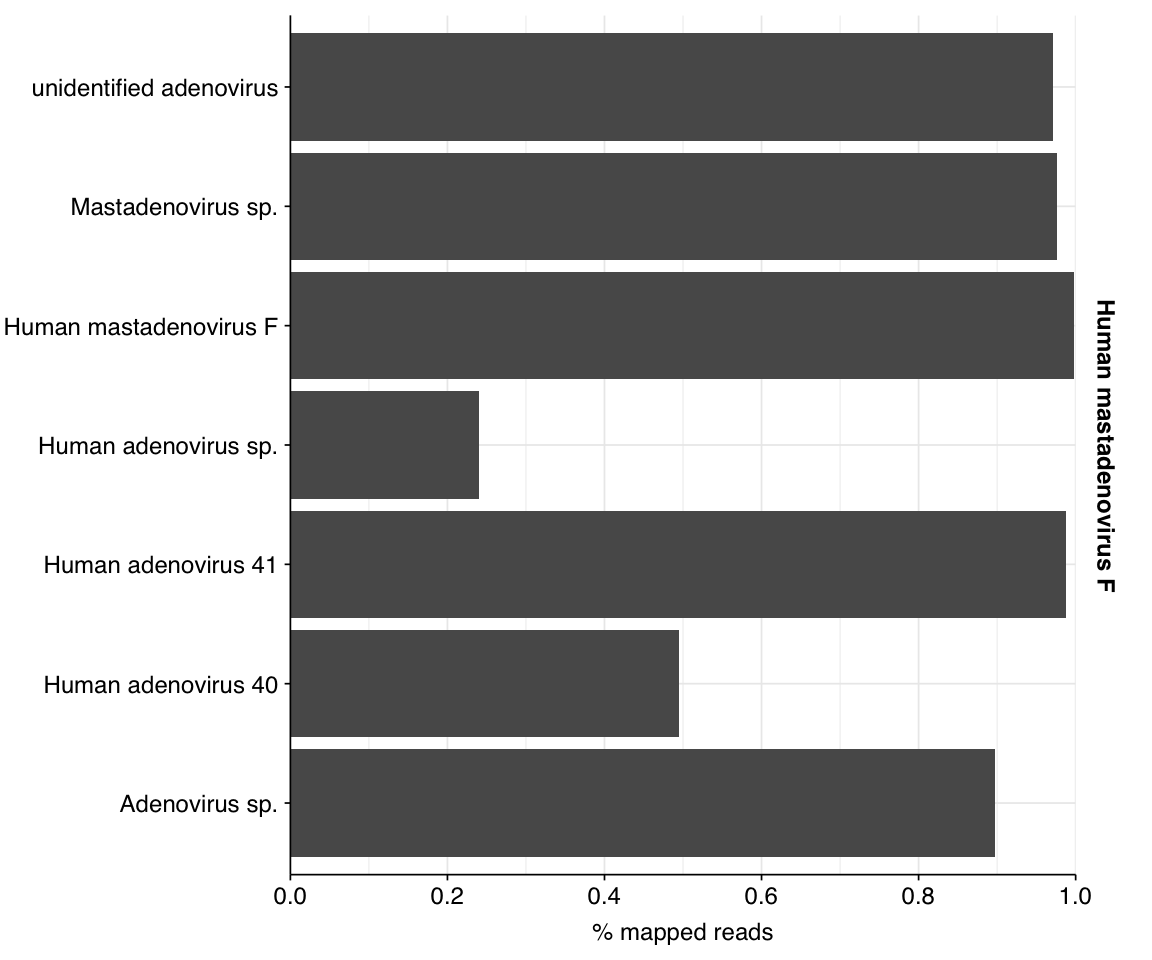 unidentified adenovirus
Mastadenovirus sp.
Human mastadenovirus F
Human adenovirus sp.
Human adenovirus 41
Human adenovirus 40
Adenovirus sp.
0.0 0.2 0.4 0.6 0.8 1.0
% mapped reads
Human mastadenovirus F